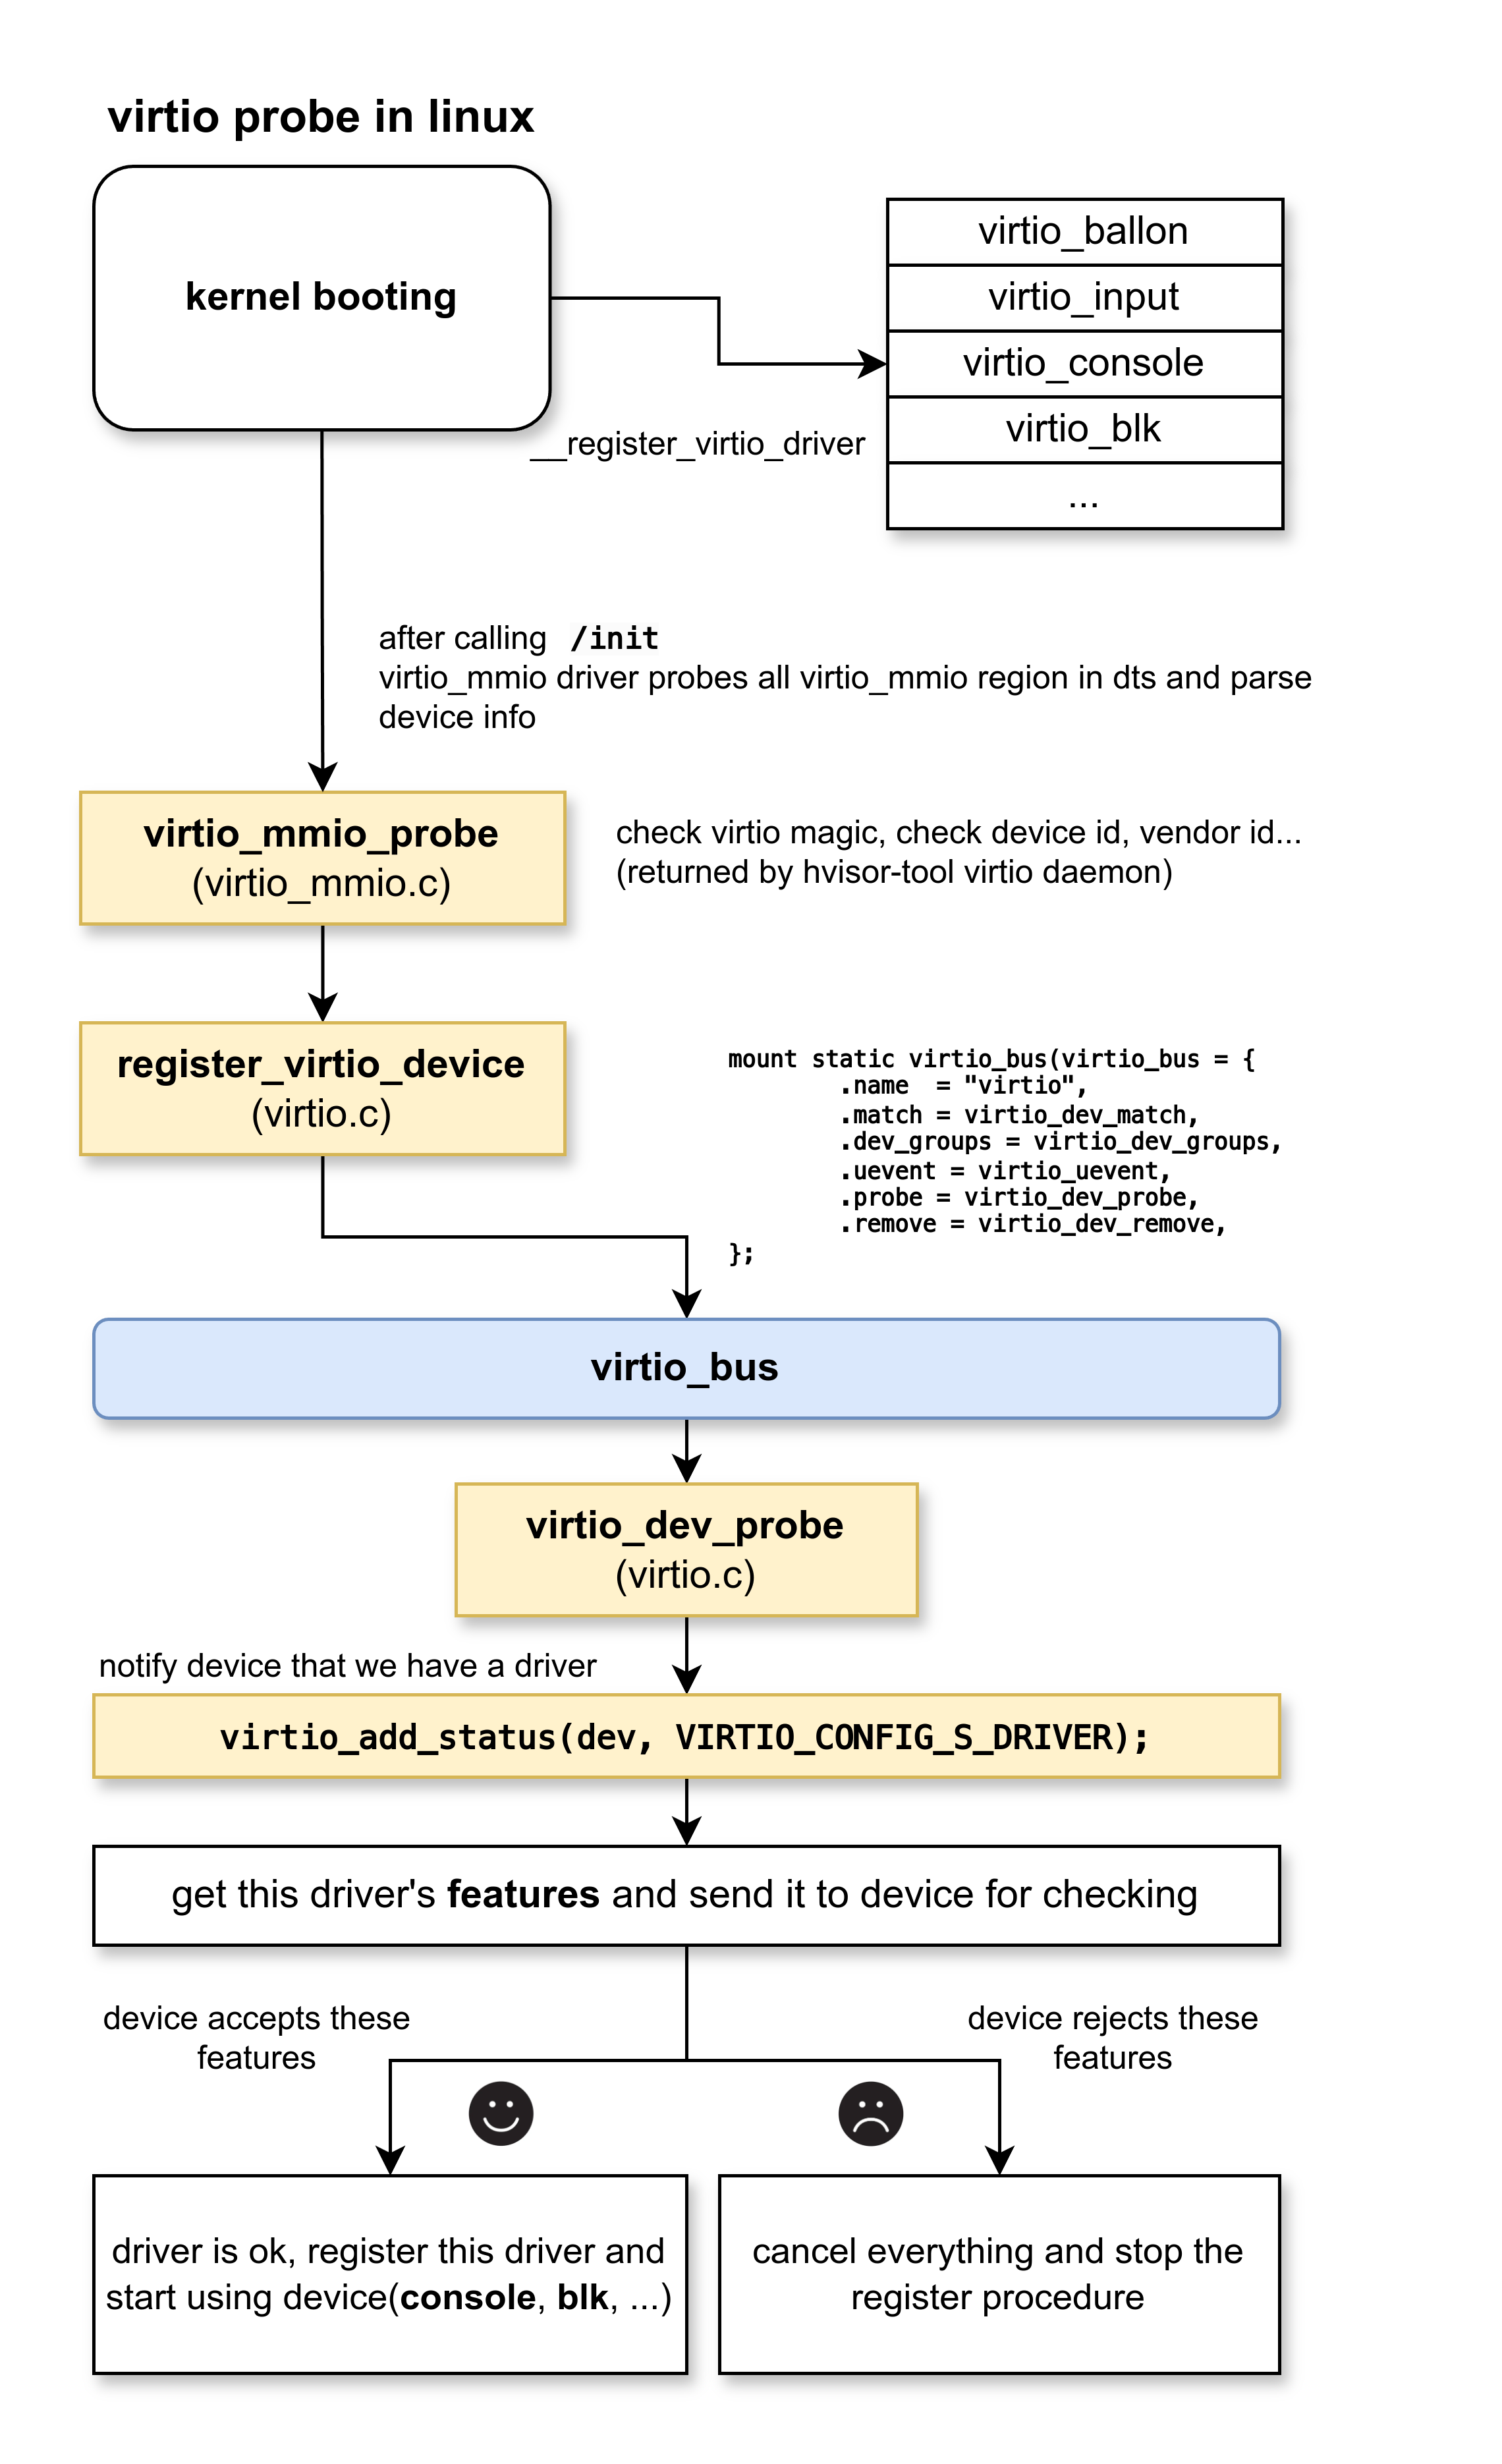 virtio probe in linux
kernel booting
virtio_ballon
virtio_input
virtio_console
virtio_blk
...
__register_virtio_driver
after calling /init
virtio_mmio driver probes all virtio_mmio region in dts and parse
device info
virtio_mmio_probe
(virtio_mmio.c)
check virtio magic, check device id, vendor id...
(returned by hvisor-tool virtio daemon)
register_virtio_device
(virtio.c)
mount static virtio_bus(virtio_bus = {
.name  = "virtio",
.match = virtio_dev_match,
.dev_groups = virtio_dev_groups,
.uevent = virtio_uevent,
.probe = virtio_dev_probe,
.remove = virtio_dev_remove,
};
virtio_bus
virtio_dev_probe
(virtio.c)
notify device that we have a driver
virtio_add_status(dev, VIRTIO_CONFIG_S_DRIVER);
get this driver's features and send it to device for checking
device accepts these
features
device rejects these
features
driver is ok, register this driver and
start using device(console, blk, ...)
cancel everything and stop the
register procedure